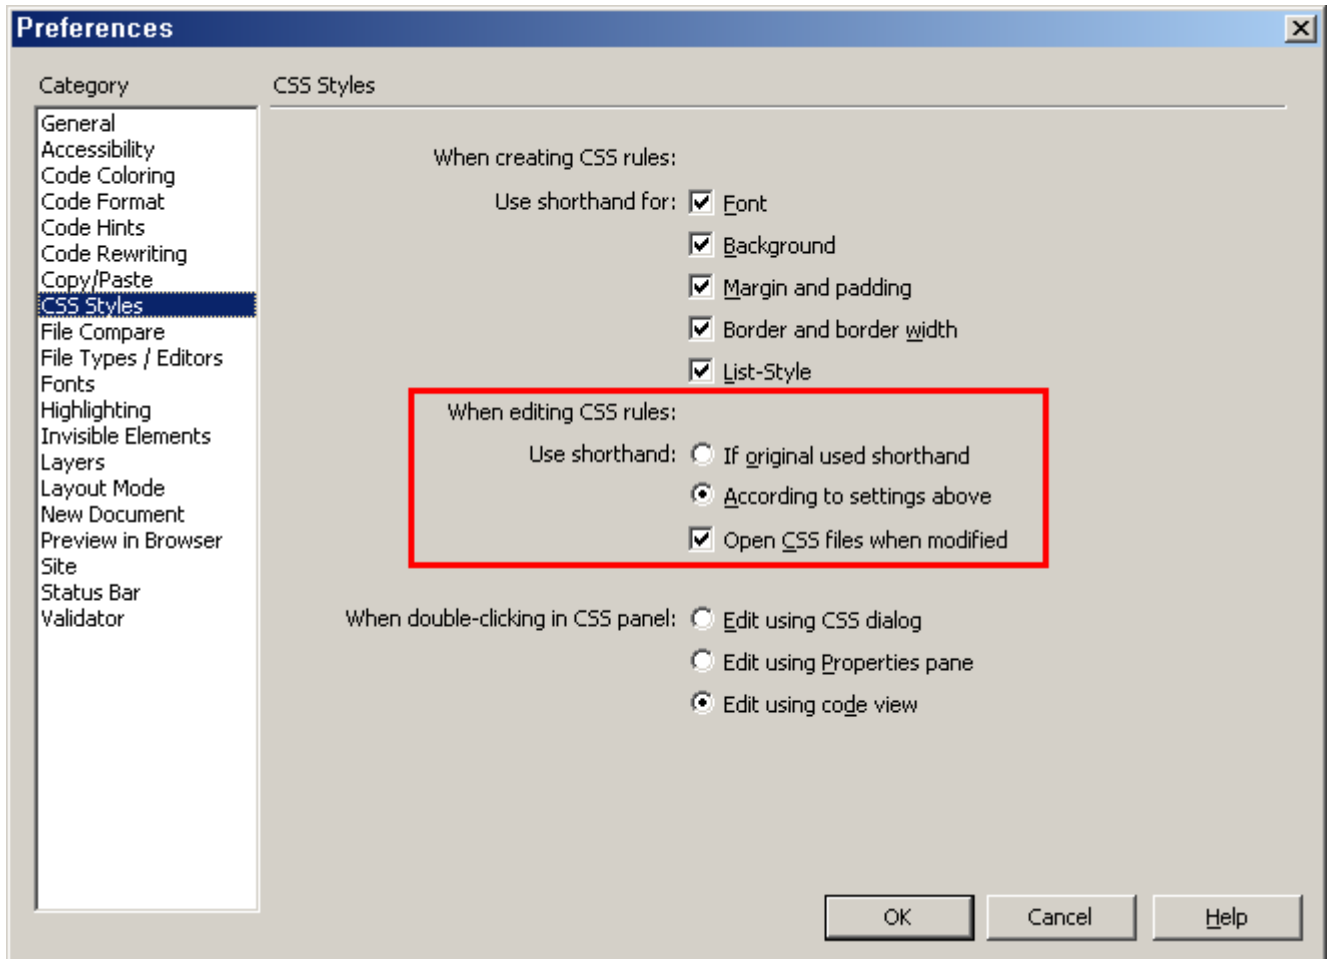 Preferences
Category
General
Accessibility
Code Coloring
Code Format
Code Hints
Code Rewriting
Copy/Paste
CSS Styles
File Compare
File Types / Editors
Fonts
Highlighting
Invisible Elements
Layers
Layout Mode
New Document
Preview in Browser
Site
Status Bar
Validator
CSS Styles
When creating CSS rules:
Use shorthand for: Font
Background
Margin and padding
Border and border width
List-Style
When editing CSS rules:
Use shorthand: If original used shorthand
According to settings above
Open CSS files when modified
When double-clicking in CSS panel: Edit using CSS dialog
Edit using Properties pane
Edit using code view
OK Cancel Help